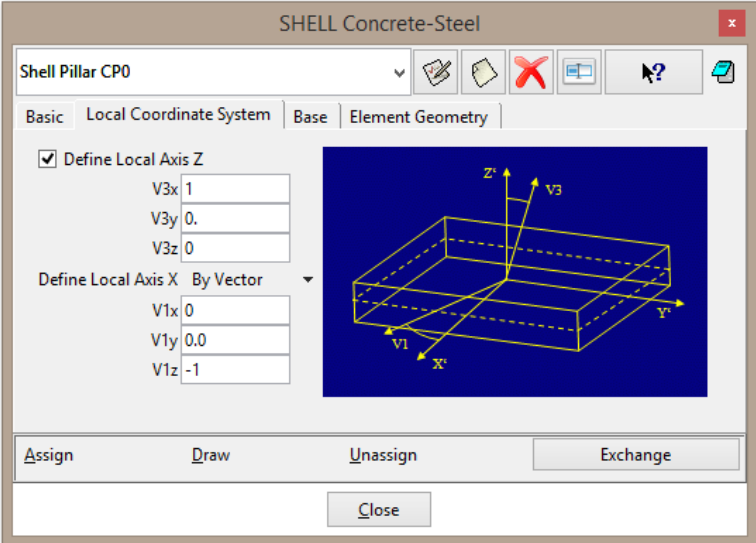 SHELL Concrete-Steel
x
Shell Pillar CP0
?
Basic Local Coordinate System Base Element Geometry
Define Local Axis Z
V3x 1
V3y 0.
V3z 0
Define Local Axis X By Vector
V1x 0
V1y 0.0
V1z -1
Z'
V3
Y'
V1
X'
Assign Draw Unassign Exchange
Close